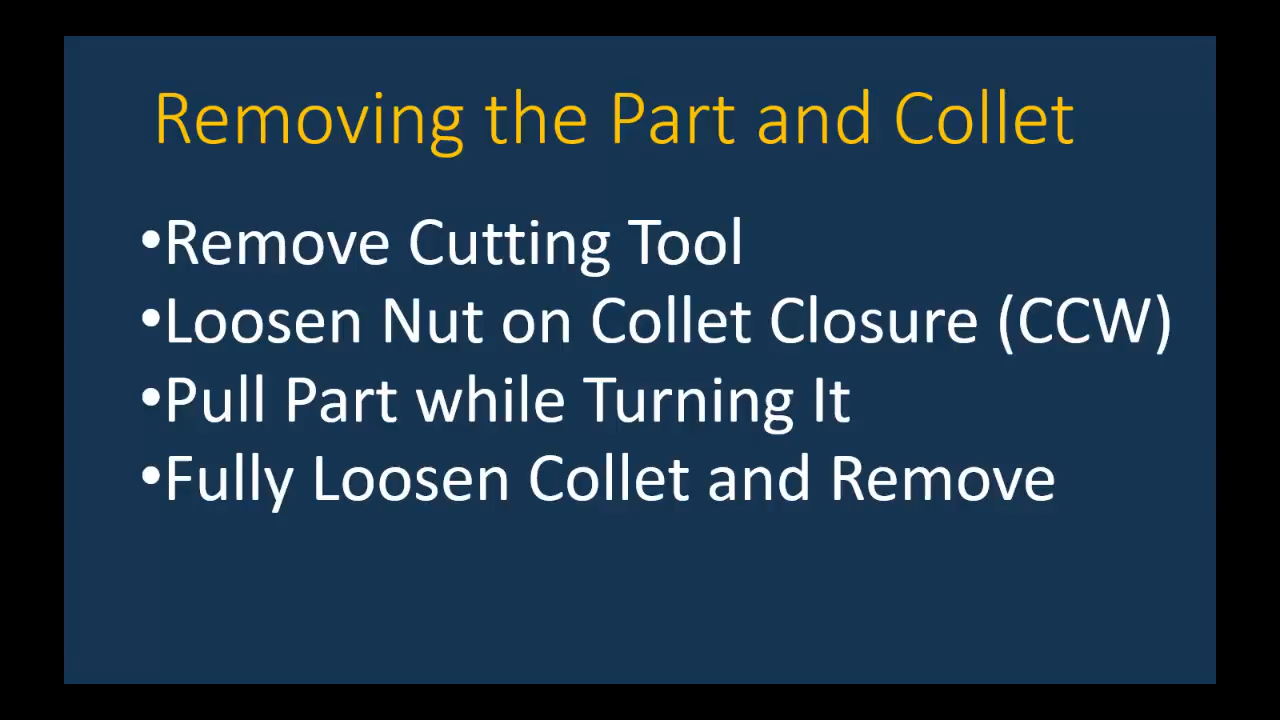 Removing the Part and Collet
•Remove Cutting Tool
•Loosen Nut on Collet Closure (CCW)
•Pull Part while Turning It
•Fully Loosen Collet and Remove